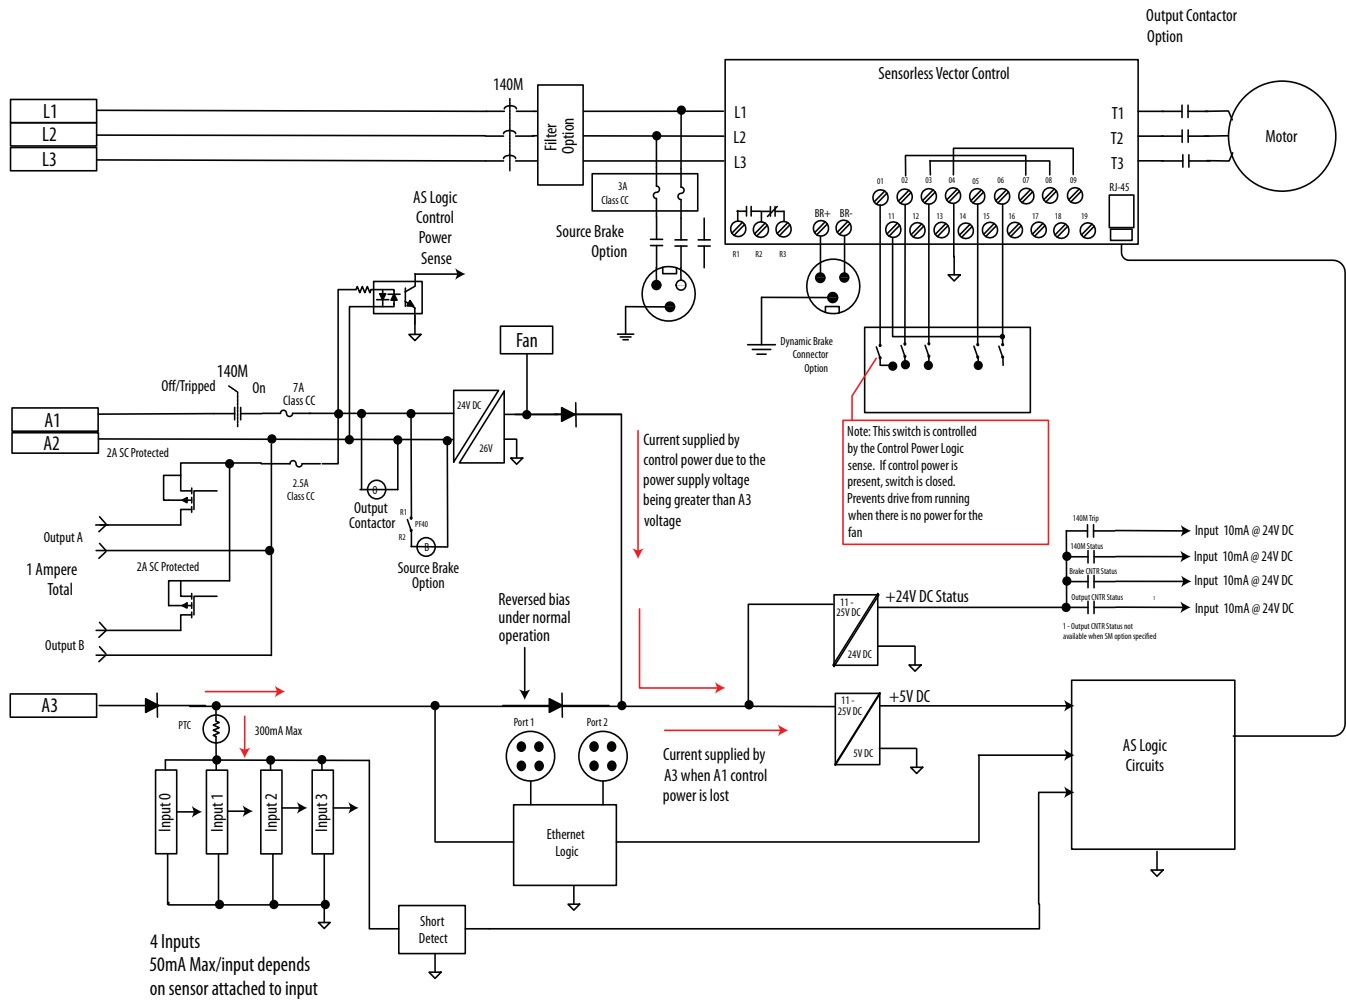 Output Contactor
Option
Sensorless Vector Control
140M
L1
L2
L3
Filter
Option
L1
L2
L3
T1
T2
T3
Motor
RJ-45
01
02
03
04
05
06
07
08
09
11
12
13
14
15
16
17
18
19
R1
R2
R3
BR+
BR-
3A
Class CC
Source Brake
Option
AS Logic
Control
Power
Sense
Dynamic Brake
Connector
Option
Fan
140M
Off/Tripped
On
7A
Class CC
A1
A2
24V DC
26V
2A SC Protected
2.5A
Class CC
Output A
1 Ampere
Total
2A SC Protected
Output B
O
Output
Contactor
R1
PF40
R2
B
Source Brake
Option
Current supplied by
control power due to the
power supply voltage
being greater than A3
voltage
Note: This switch is controlled
by the Control Power Logic
sense. If control power is
present, switch is closed.
Prevents drive from running
when there is no power for the
fan
140M Trip
Input 10mA @ 24V DC
140M Status
Input 10mA @ 24V DC
Brake CNTR Status
Input 10mA @ 24V DC
Output CNTR Status
1
Input 10mA @ 24V DC
1 - Output CNTR Status not
available when SM option specified
11 -
25V DC
24V DC
+24V DC Status
Reversed bias
under normal
operation
A3
PTC
300mA Max
Port 1
Port 2
11 -
25V DC
5V DC
+5V DC
Current supplied by
A3 when A1 control
power is lost
AS Logic
Circuits
Input 0
Input 1
Input 2
Input 3
Ethernet
Logic
Short
Detect
4 Inputs
50mA Max/input depends
on sensor attached to input